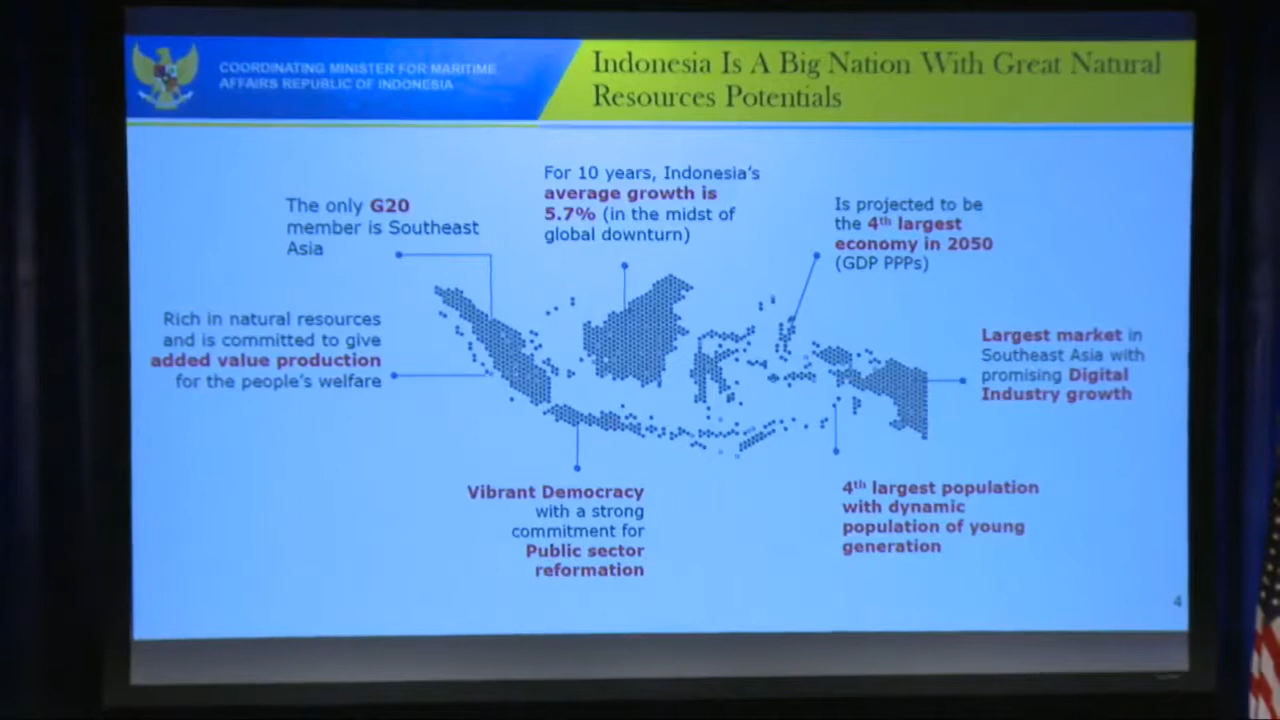 COORDINATING MINISTER FOR MARITIME
AFFAIRS REPUBLIC OF INDONESIA
Indonesia Is A Big Nation With Great Natural
Resources Potentials
For 10 years, Indonesia's
average growth is
5.7% (in the midst of
global downturn)
The only G20
member is Southeast
Asia
Is projected to be
the 4th largest
economy in 2050
(GDP PPPs)
Rich in natural resources
and is committed to give
added value production
for the people's welfare
Largest market in
Southeast Asia with
promising Digital
Industry growth
Vibrant Democracy
with a strong
commitment for
Public sector
reformation
4th largest population
with dynamic
population of young
generation
4